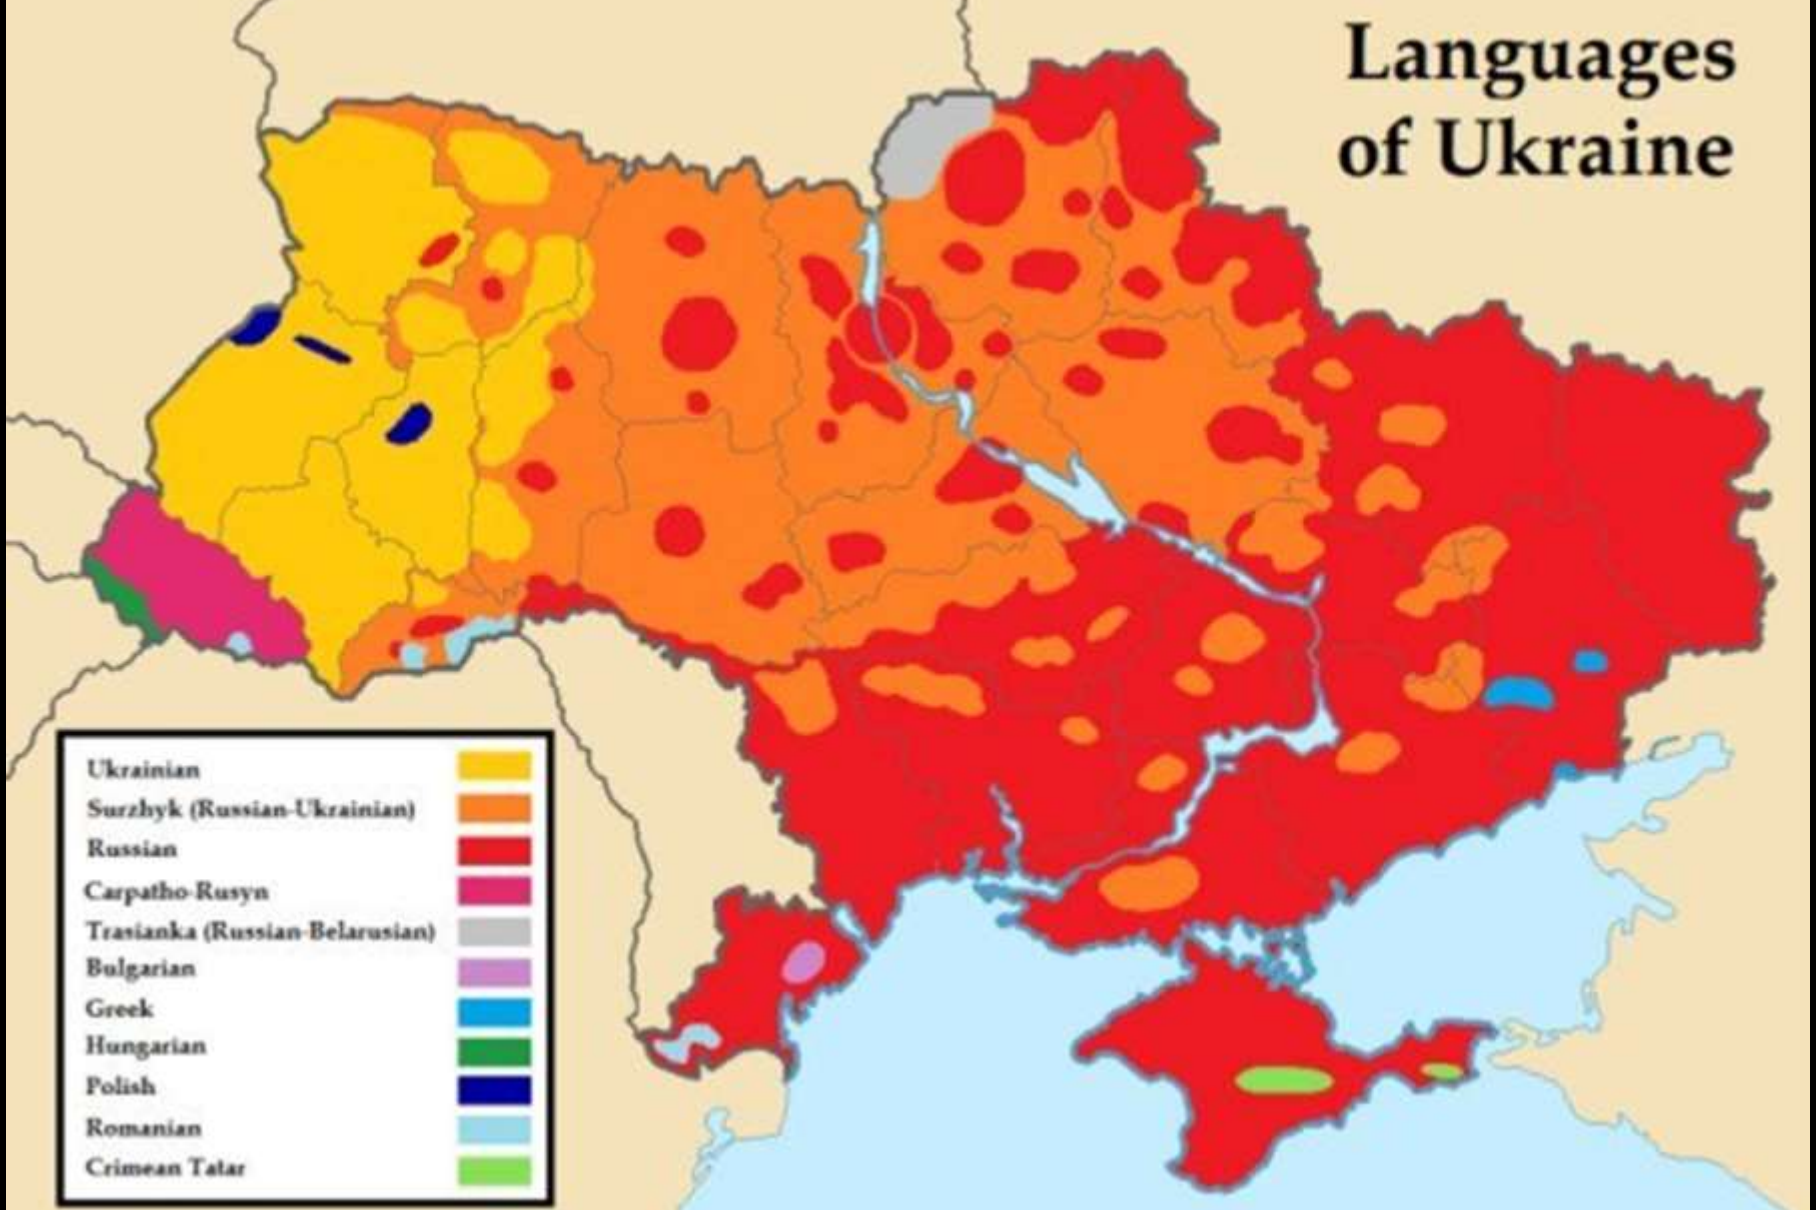 Languages
of Ukraine
Ukrainian
Surzhyk (Russian-Ukrainian)
Russian
Carpatho-Rusyn
Trasianka (Russian-Belarusian)
Bulgarian
Greek
Hungarian
Polish
Romanian
Crimean Tatar